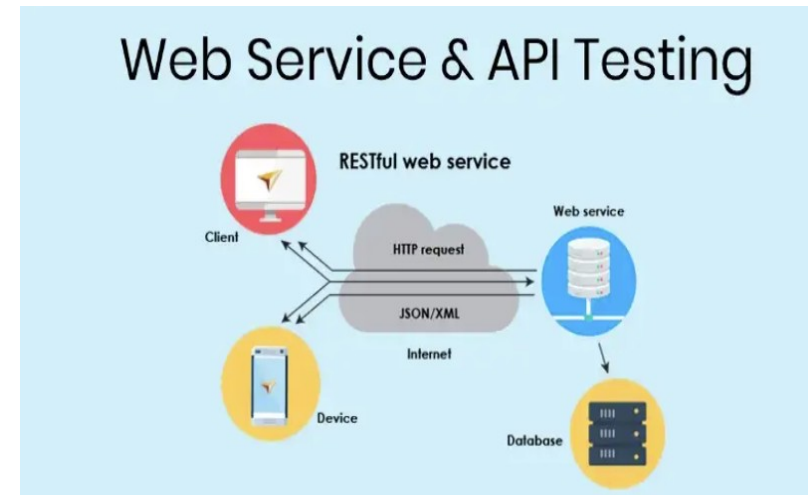 Web Service & API Testing
RESTful web service
Web service
Client
HTTP request
JSON/XML
Internet
Device
Database